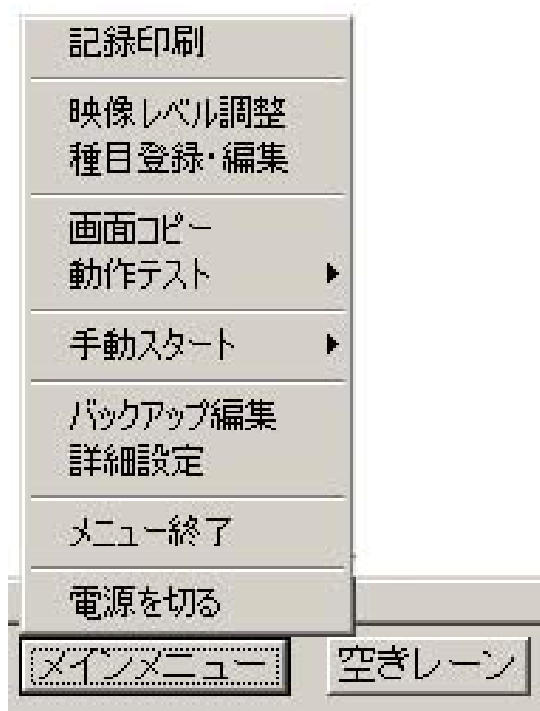 記録印刷
映像レベル調整
種目登録・編集
画面コピー
動作テスト
手動スタート
バックアップ編集
詳細設定
メニュー終了
電源を切る
メインメニュー 空きレーン